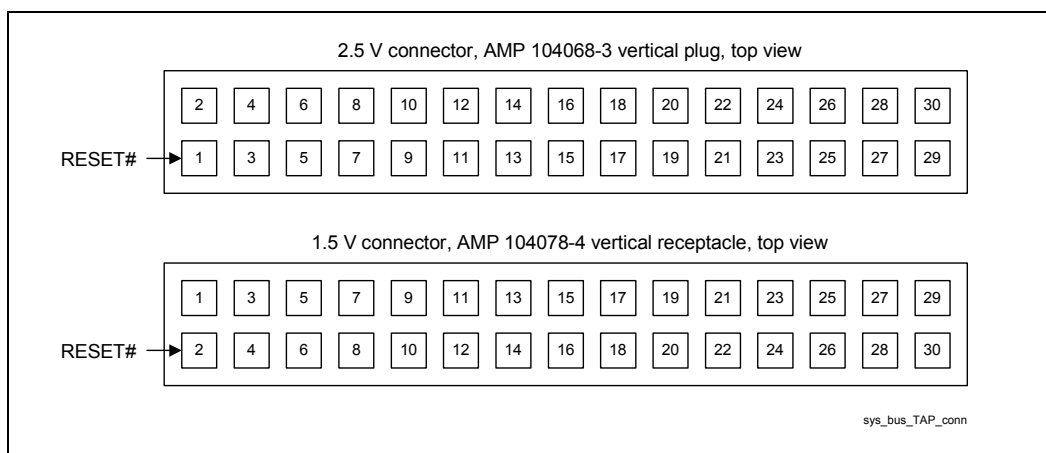 2.5 V connector, AMP 104068-3 vertical plug, top view
2 4 6 8 10 12 14 16 18 20 22 24 26 28 30
RESET# 1 3 5 7 9 11 13 15 17 19 21 23 25 27 29
1.5 V connector, AMP 104078-4 vertical receptacle, top view
1 3 5 7 9 11 13 15 17 19 21 23 25 27 29
RESET# 2 4 6 8 10 12 14 16 18 20 22 24 26 28 30
sys_bus_TAP_conn